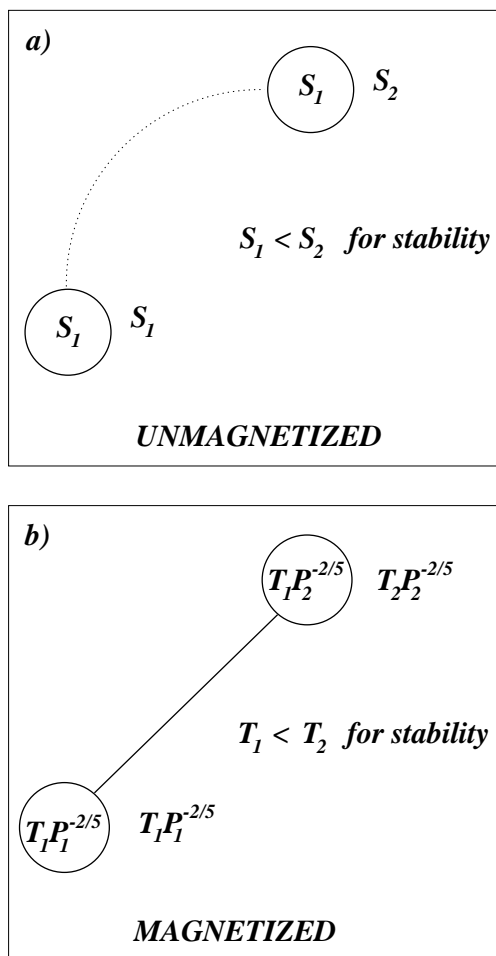 a)
S₁ S₂
S₁ < S₂ for stability
S₁ S₁
UNMAGNETIZED
b)
T₁P₂^{-2/5} T₂P₂^{-2/5}
T₁ < T₂ for stability
T₁P₁^{-2/5} T₁P₁^{-2/5}
MAGNETIZED